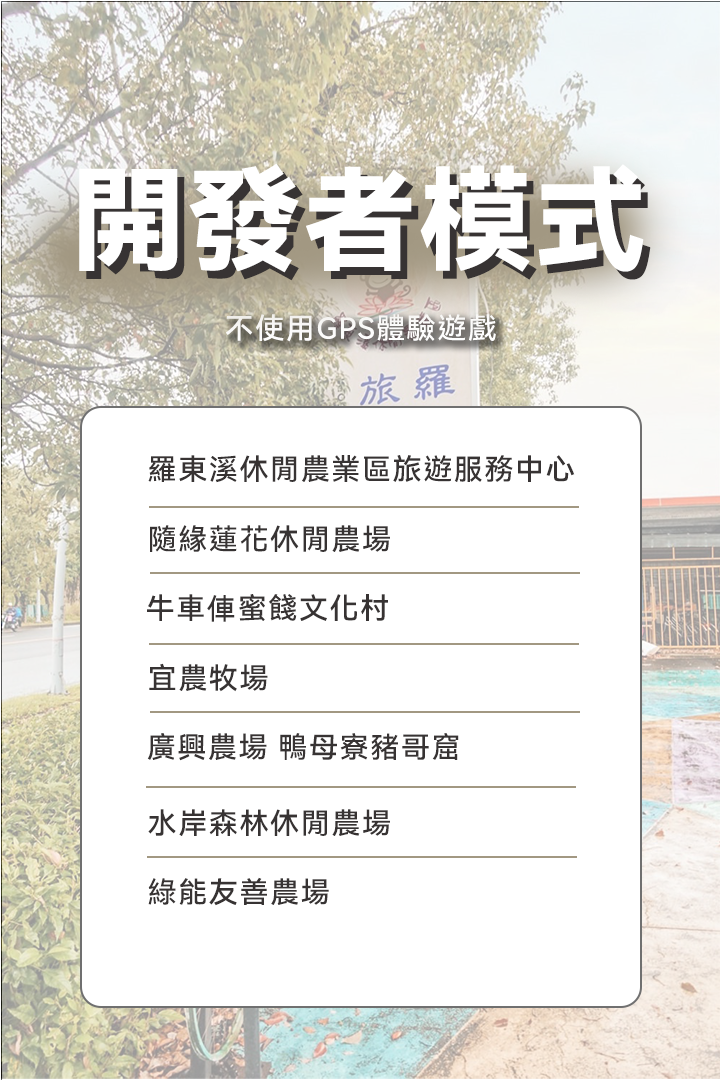 開發者模式
不使用GPS體驗遊戲
旅羅
羅東溪休閒農業區旅遊服務中心
隨緣蓮花休閒農場
牛車俥蜜餞文化村
宜農牧場
廣興農場 鴨母寮豬哥窟
水岸森林休閒農場
綠能友善農場